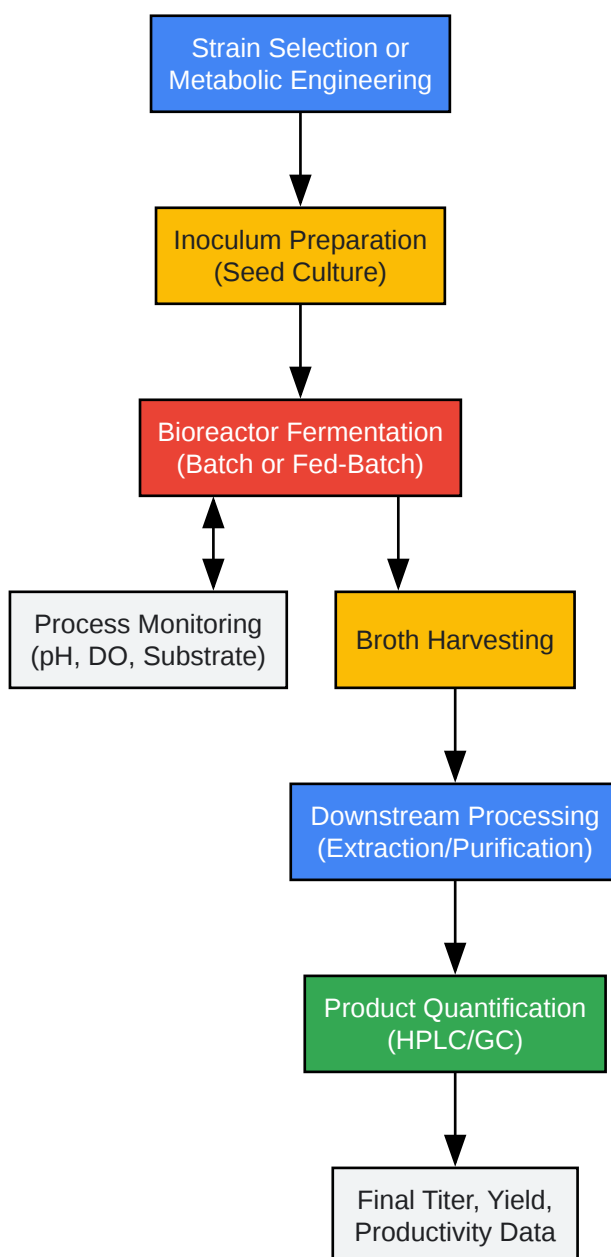 Strain Selection or
Metabolic Engineering
Inoculum Preparation
(Seed Culture)
Bioreactor Fermentation
(Batch or Fed-Batch)
Process Monitoring
(pH, DO, Substrate)
Broth Harvesting
Downstream Processing
(Extraction/Purification)
Product Quantification
(HPLC/GC)
Final Titer, Yield,
Productivity Data